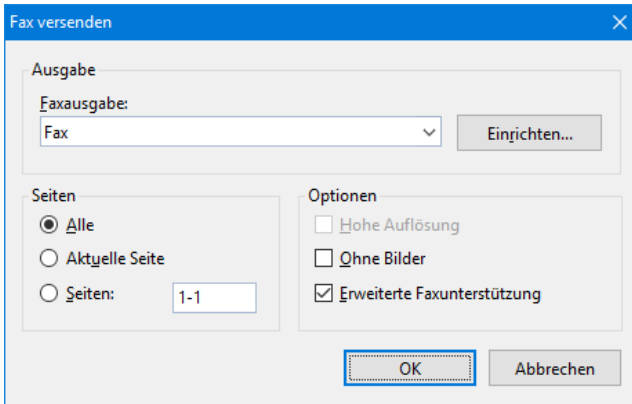 Fax versenden
Ausgabe
Faxausgabe:
Fax
Einrichten...
Seiten
Alle
Aktuelle Seite
Seiten:
1-1
Optionen
Hohe Auflösung
Ohne Bilder
Erweiterte Faxunterstützung
OK
Abbrechen